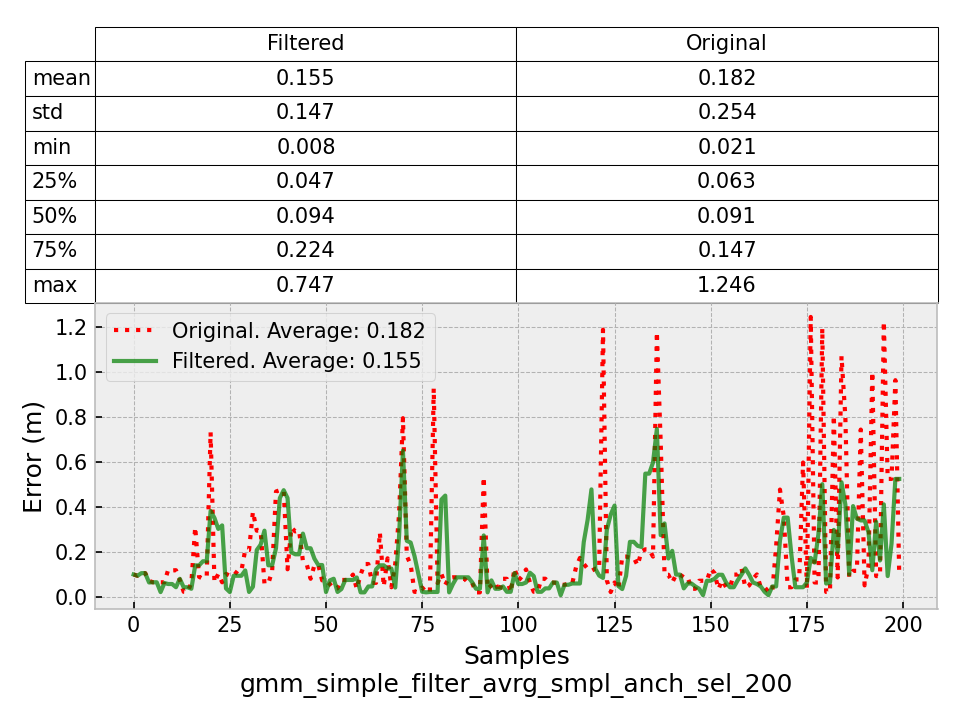 Filtered Original
mean 0.155 0.182
std 0.147 0.254
min 0.008 0.021
25% 0.047 0.063
50% 0.094 0.091
75% 0.224 0.147
max 0.747 1.246
Original. Average: 0.182
Filtered. Average: 0.155
1.2
1.0
0.8
0.6
0.4
0.2
0.0
Error (m)
0 25 50 75 100 125 150 175 200
Samples
gmm_simple_filter_avrg_smpl_anch_sel_200